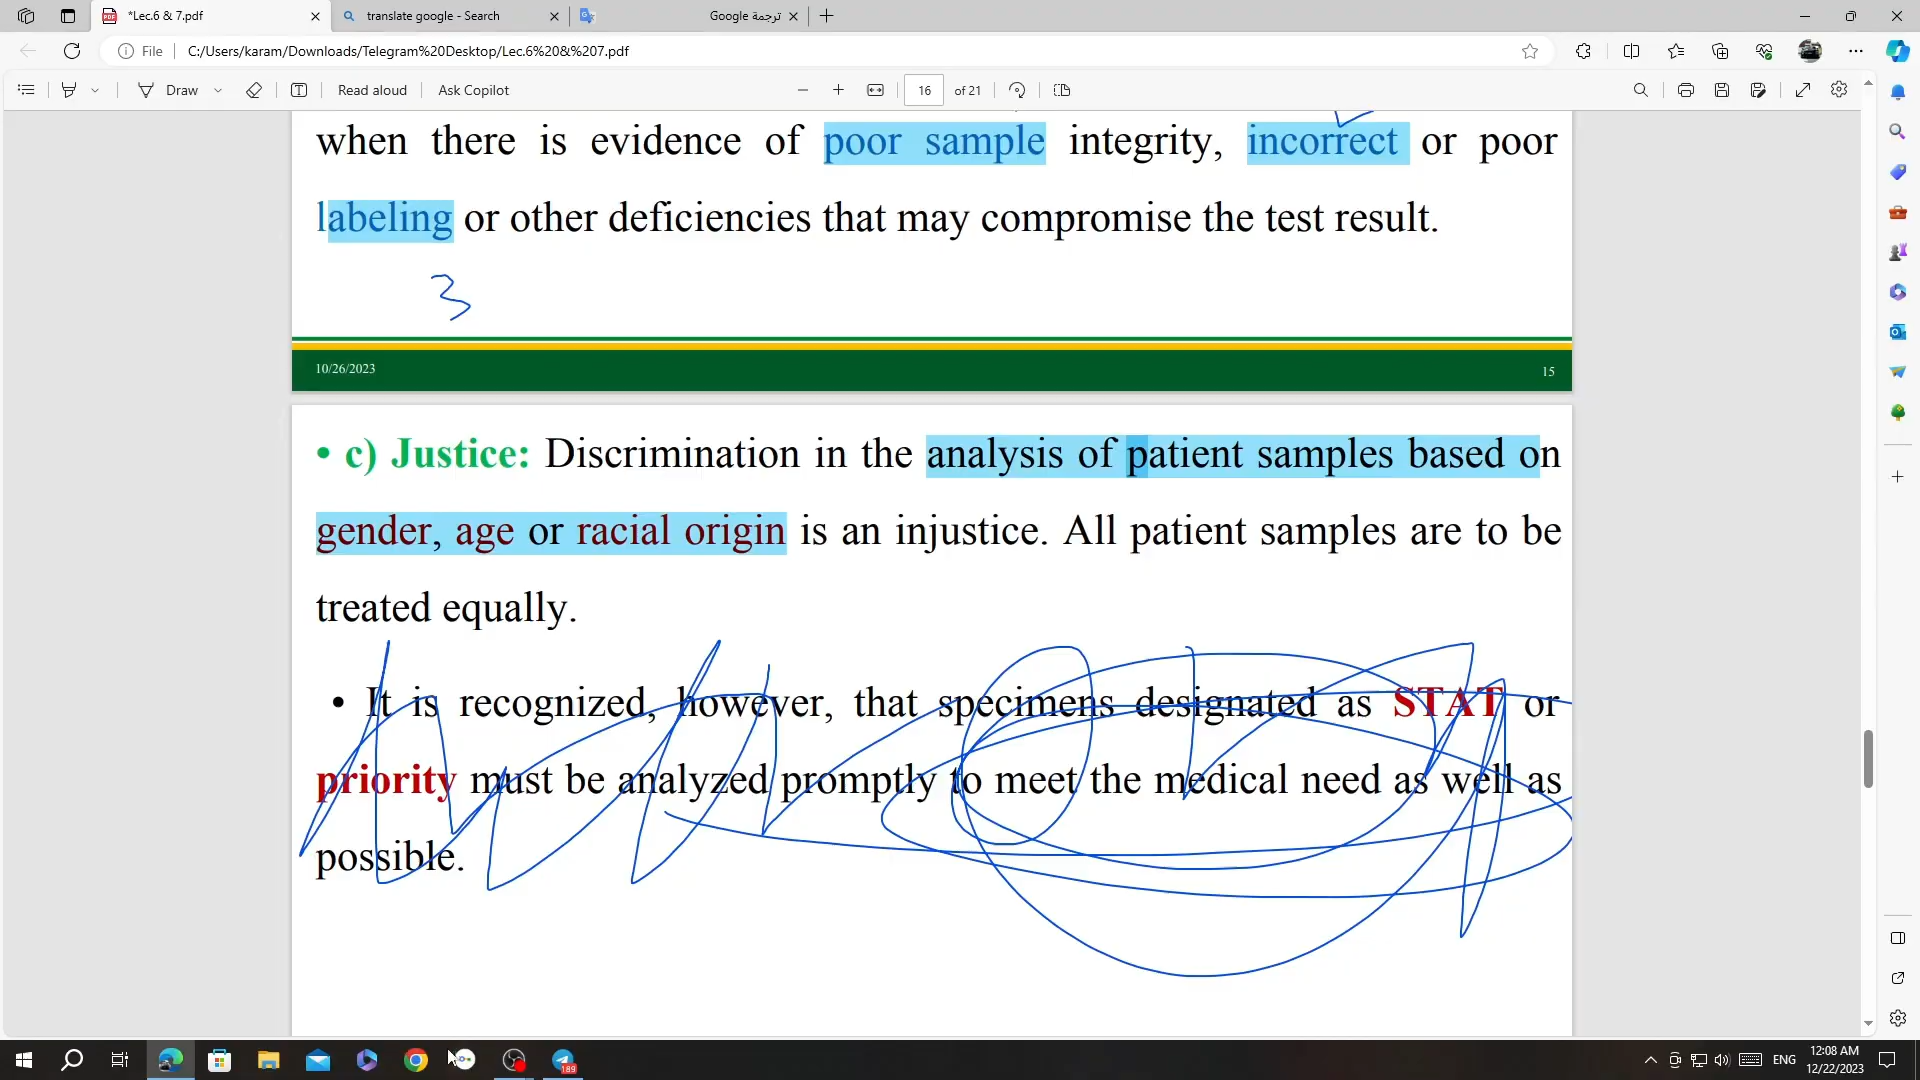 *Lec.6 & 7.pdf
translate google - Search
ترجمة Google
File
C:/Users/karam/Downloads/Telegram%20Desktop/Lec.6%20&%207.pdf
Draw
Read aloud
Ask Copilot
16
of 21
when there is evidence of poor sample integrity, incorrect or poor
labeling or other deficiencies that may compromise the test result.
3
10/26/2023
15
• c) Justice: Discrimination in the analysis of patient samples based on
gender, age or racial origin is an injustice. All patient samples are to be
treated equally.
• It is recognized, however, that specimens designated as STAT or
priority must be analyzed promptly to meet the medical need as well as
possible.
189
ENG
12:08 AM
12/22/2023